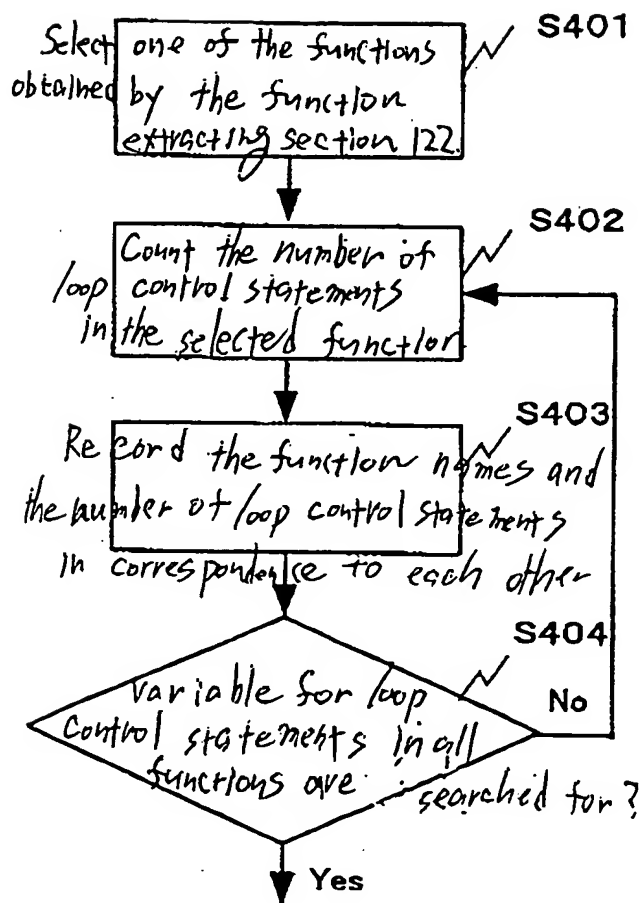 S401
Select one of the functions
obtained by the function
extracting section 122.
S402
Count the number of
loop control statements
in the selected function.
S403
Record the function names and
the number of loop control statements
in correspondence to each other
S404
variable for loop
control statements in all
functions are searched for?
No
Yes